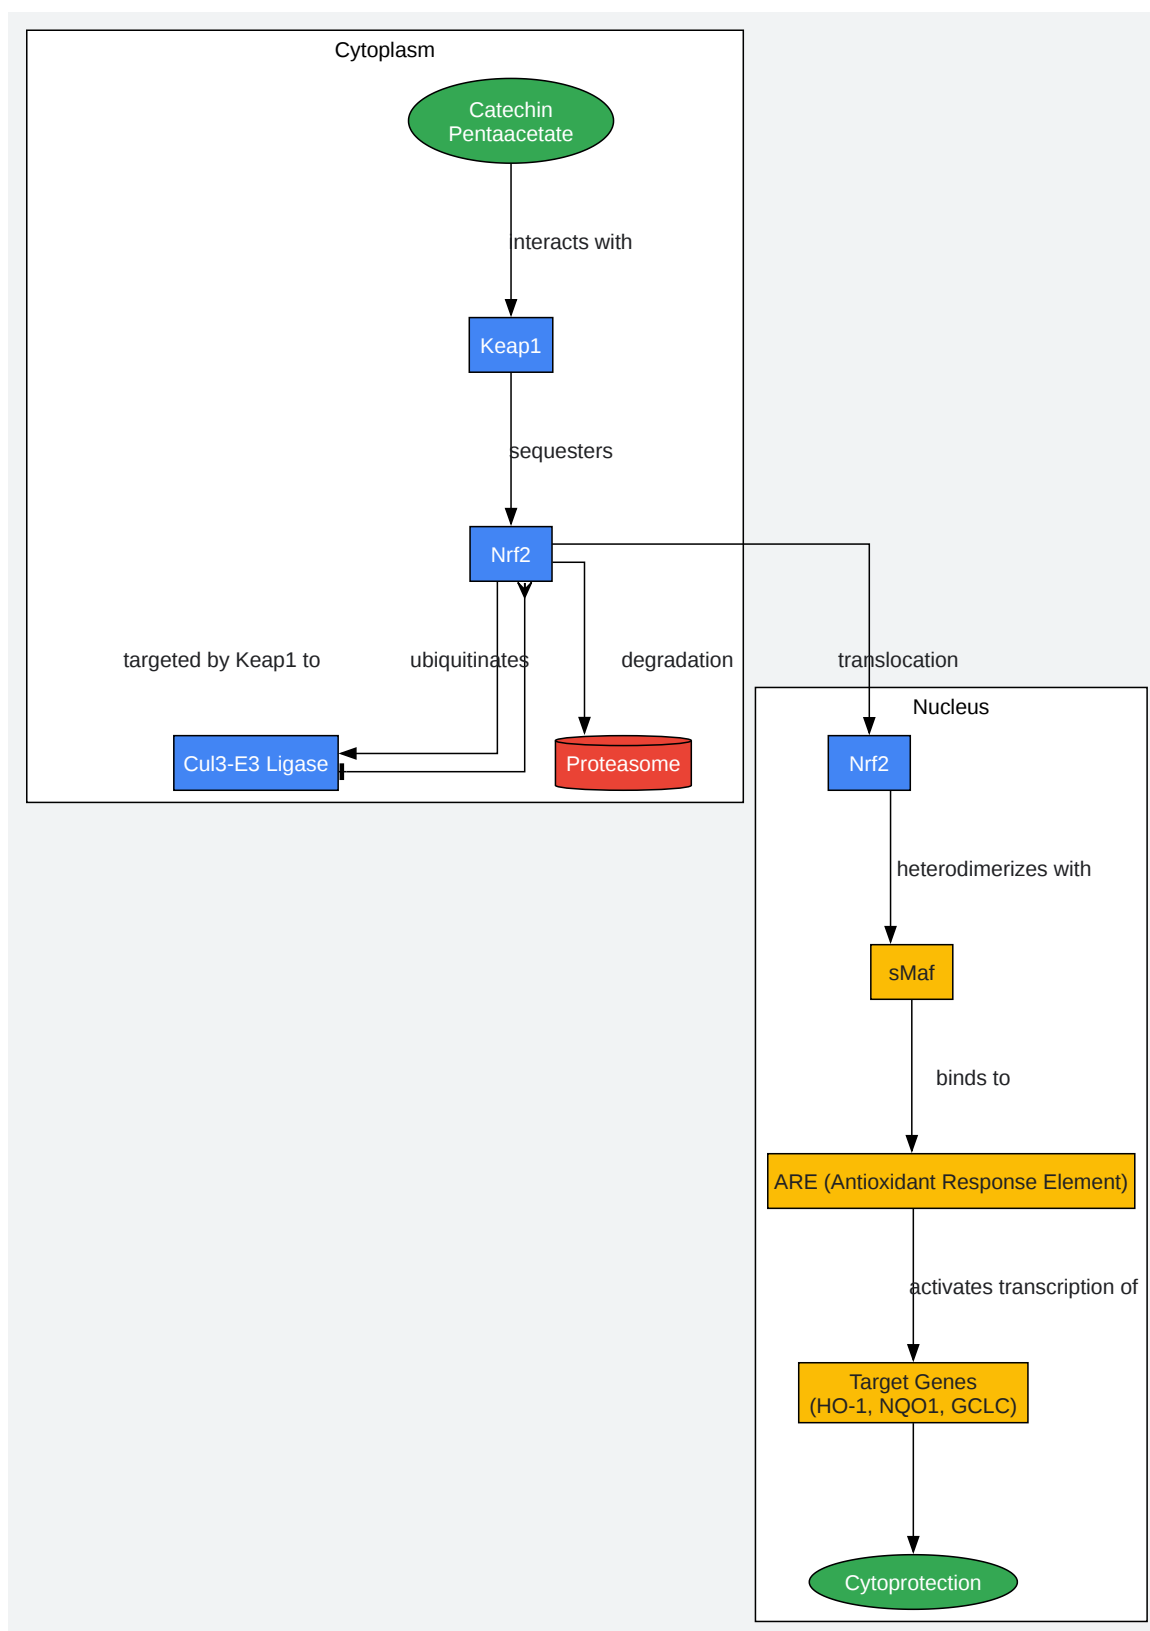 Cytoplasm
Catechin
Pentaacetate
interacts with
Keap1
sequesters
Nrf2
targeted by Keap1 to
ubiquitinates
degradation
translocation
Nucleus
Cul3-E3 Ligase
Proteasome
Nrf2
heterodimerizes with
sMaf
binds to
ARE (Antioxidant Response Element)
activates transcription of
Target Genes
(HO-1, NQO1, GCLC)
Cytoprotection